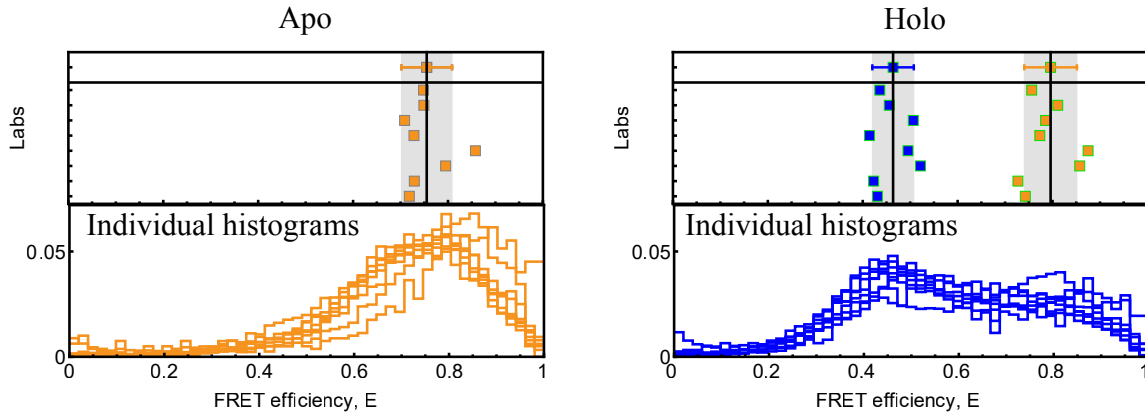 Apo
Labs
Individual histograms
0.05
0
0 0.2 0.4 0.6 0.8 1
FRET efficiency, E
Holo
Labs
Individual histograms
0.05
0
0 0.2 0.4 0.6 0.8 1
FRET efficiency, E